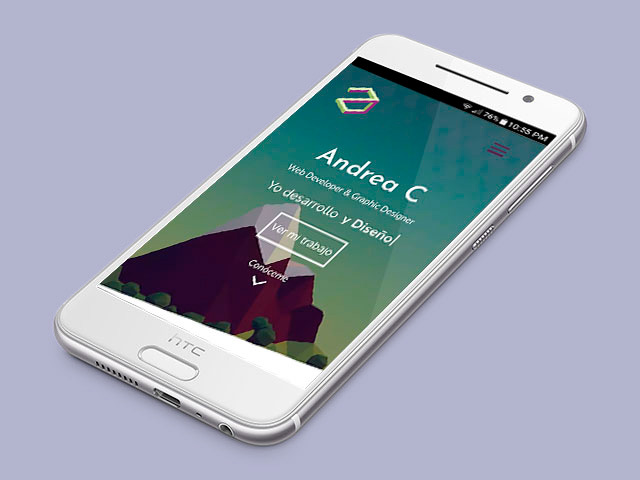 76% 10:55 PM
Andrea C
Web Developer & Graphic Designer
Yo desarrollo y Diseño|
Ver mi trabajo
Conóceme
hTC